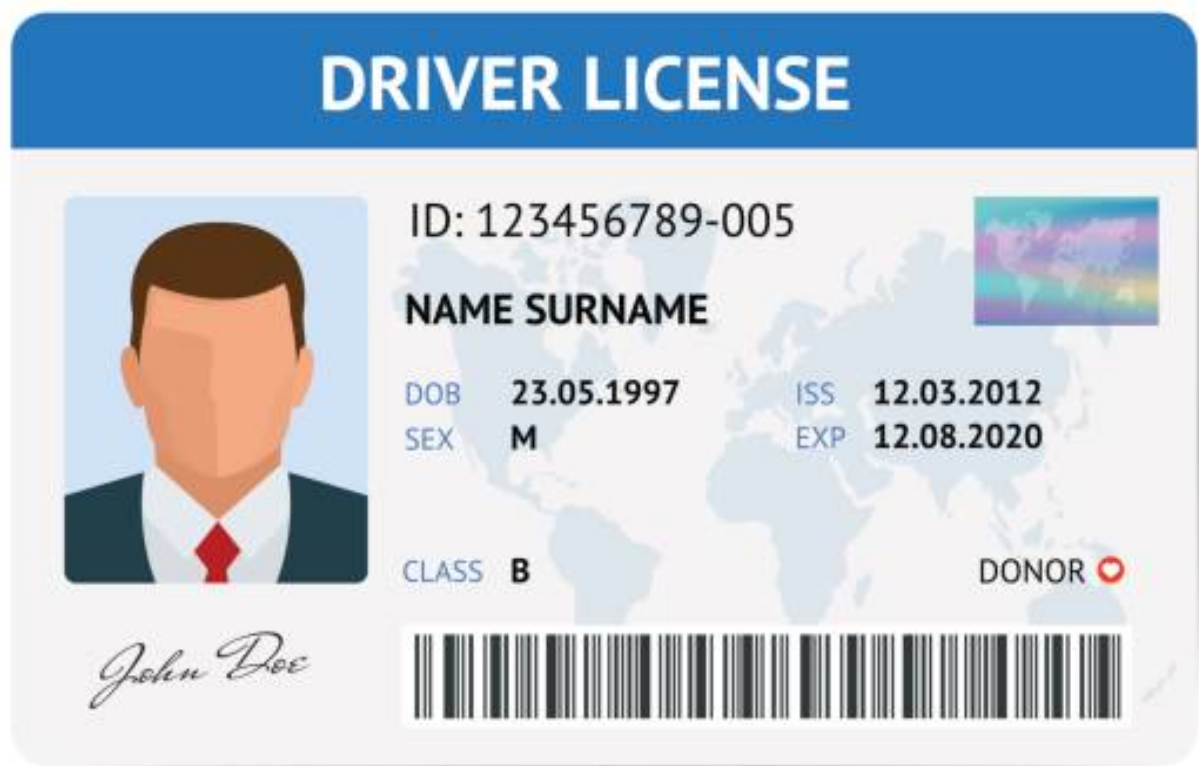 DRIVER LICENSE
ID: 123456789-005
NAME SURNAME
DOB 23.05.1997 ISS 12.03.2012
SEX M EXP 12.08.2020
CLASS B DONOR
John Doe